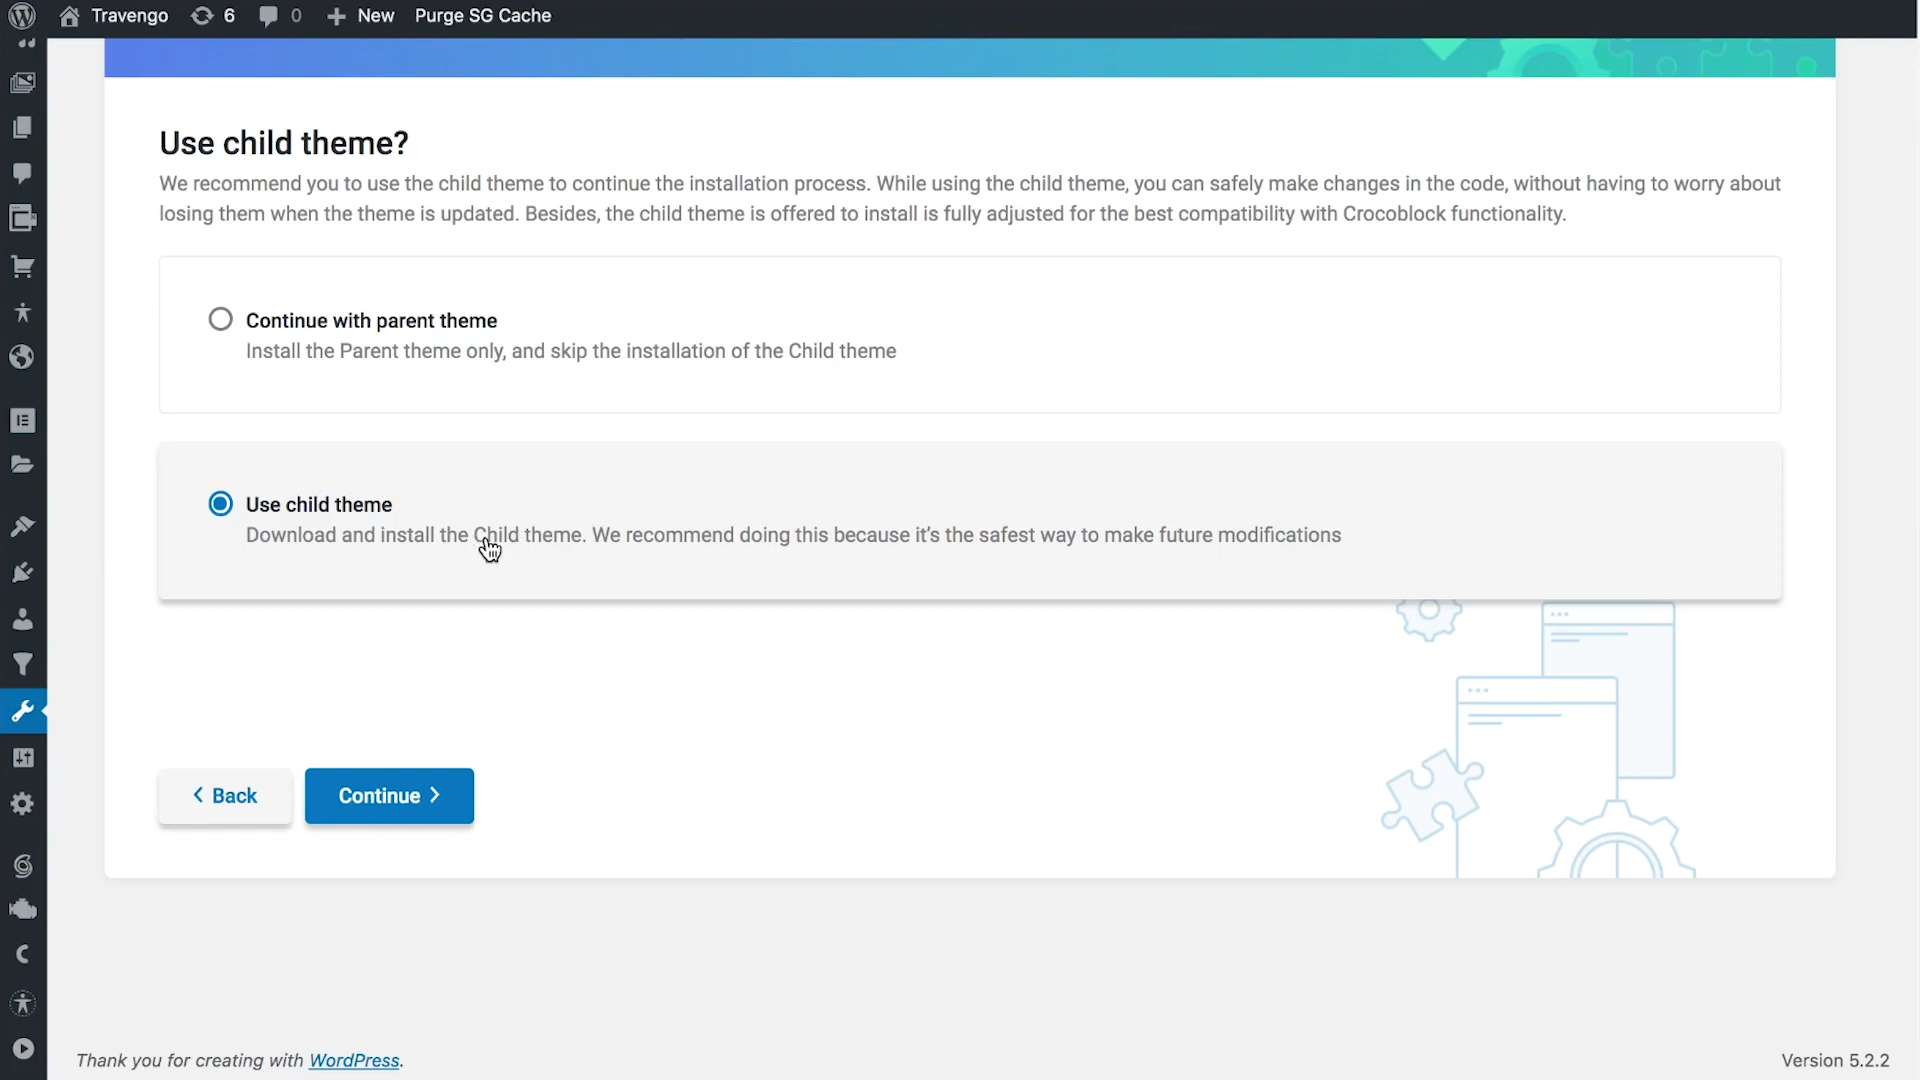 Travengo 6 0 New Purge SG Cache
Use child theme?
We recommend you to use the child theme to continue the installation process. While using the child theme, you can safely make changes in the code, without having to worry about
losing them when the theme is updated. Besides, the child theme is offered to install is fully adjusted for the best compatibility with Crocoblock functionality.
Continue with parent theme
Install the Parent theme only, and skip the installation of the Child theme
Use child theme
Download and install the Child theme. We recommend doing this because it's the safest way to make future modifications
Back Continue
Thank you for creating with WordPress. Version 5.2.2